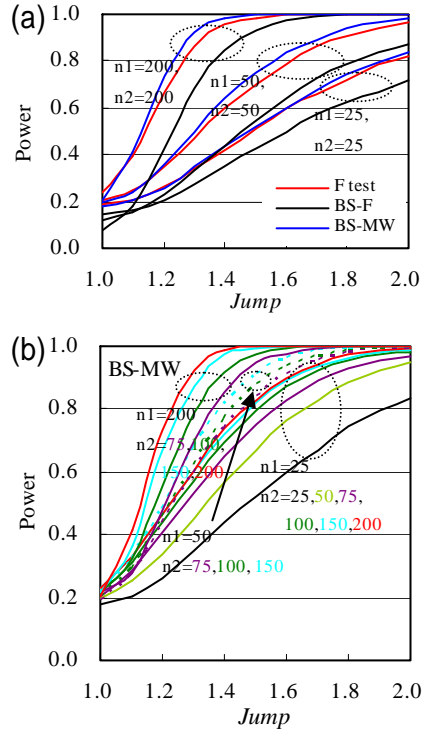 (a)
1.0
0.8
0.6
0.4
0.2
0.0
Power
n1=200,
n2=200
n1=50,
n2=50
n1=25,
n2=25
F test
BS-F
BS-MW
1.0 1.2 1.4 1.6 1.8 2.0
Jump
(b)
BS-MW
1.0
0.8
0.6
0.4
0.2
0.0
Power
n1=200
n2=75,100,
150,200
n1=25
n2=25,50,75,
100,150,200
n1=50
n2=75,100, 150
1.0 1.2 1.4 1.6 1.8 2.0
Jump